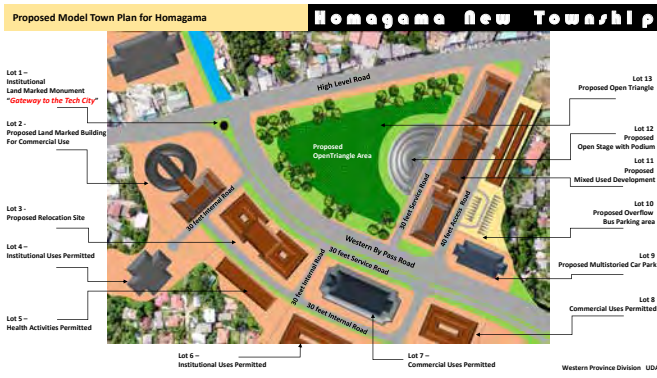 Proposed Model Town Plan for Homagama
Homagama New Township
Lot 1 –
Institutional
Land Marked Monument
"Gateway to the Tech City"
Lot 2 -
Proposed Land Marked Building
For Commercial Use
Lot 3 -
Proposed Relocation Site
Lot 4 –
Institutional Uses Permitted
Lot 5 –
Health Activities Permitted
Lot 6 –
Institutional Uses Permitted
Lot 7 –
Commercial Uses Permitted
High Level Road
Proposed
OpenTriangle Area
30 feet Internal Road
Western By Pass Road
30 feet Service Road
30 feet Internal Road
30 feet Internal Road
30 feet Service Road
40 feet Access Road
Lot 13
Proposed Open Triangle
Lot 12
Proposed
Open Stage with Podium
Lot 11
Proposed
Mixed Used Development
Lot 10
Proposed Overflow
Bus Parking area
Lot 9
Proposed Multistoried Car Park
Lot 8
Commercial Uses Permitted
Western Province Division UDA